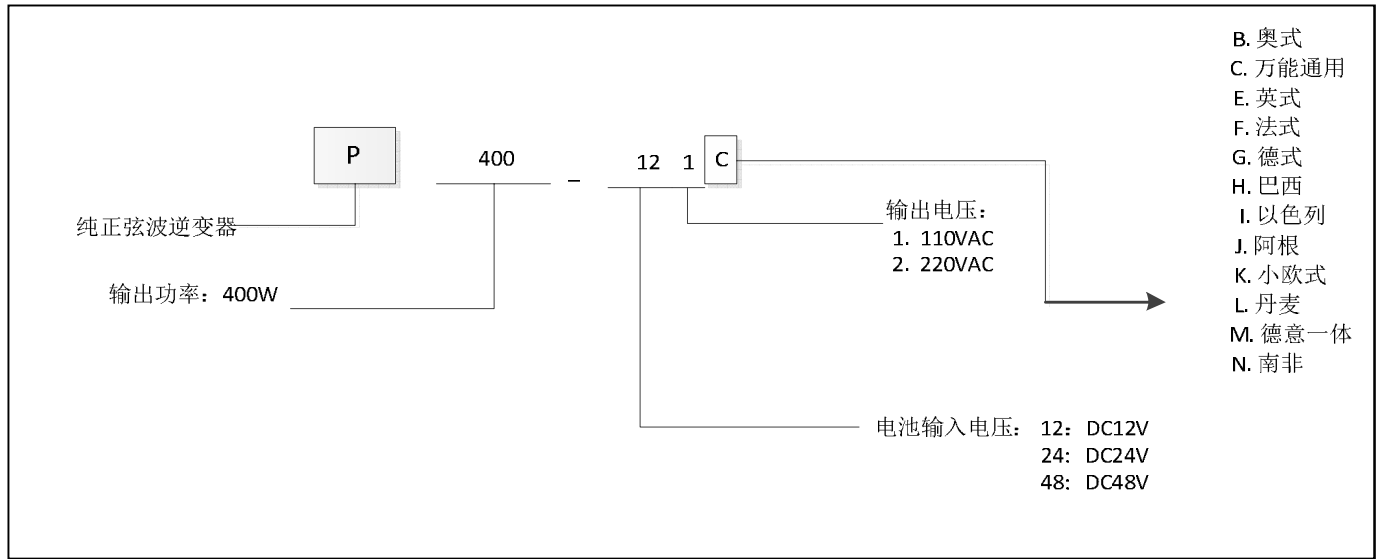 P
400
–
12 1
C
纯正弦波逆变器
输出功率：400W
输出电压：
1. 110VAC
2. 220VAC
电池输入电压：12：DC12V
24：DC24V
48：DC48V
B. 奥式
C. 万能通用
E. 英式
F. 法式
G. 德式
H. 巴西
I. 以色列
J. 阿根
K. 小欧式
L. 丹麦
M. 德意一体
N. 南非